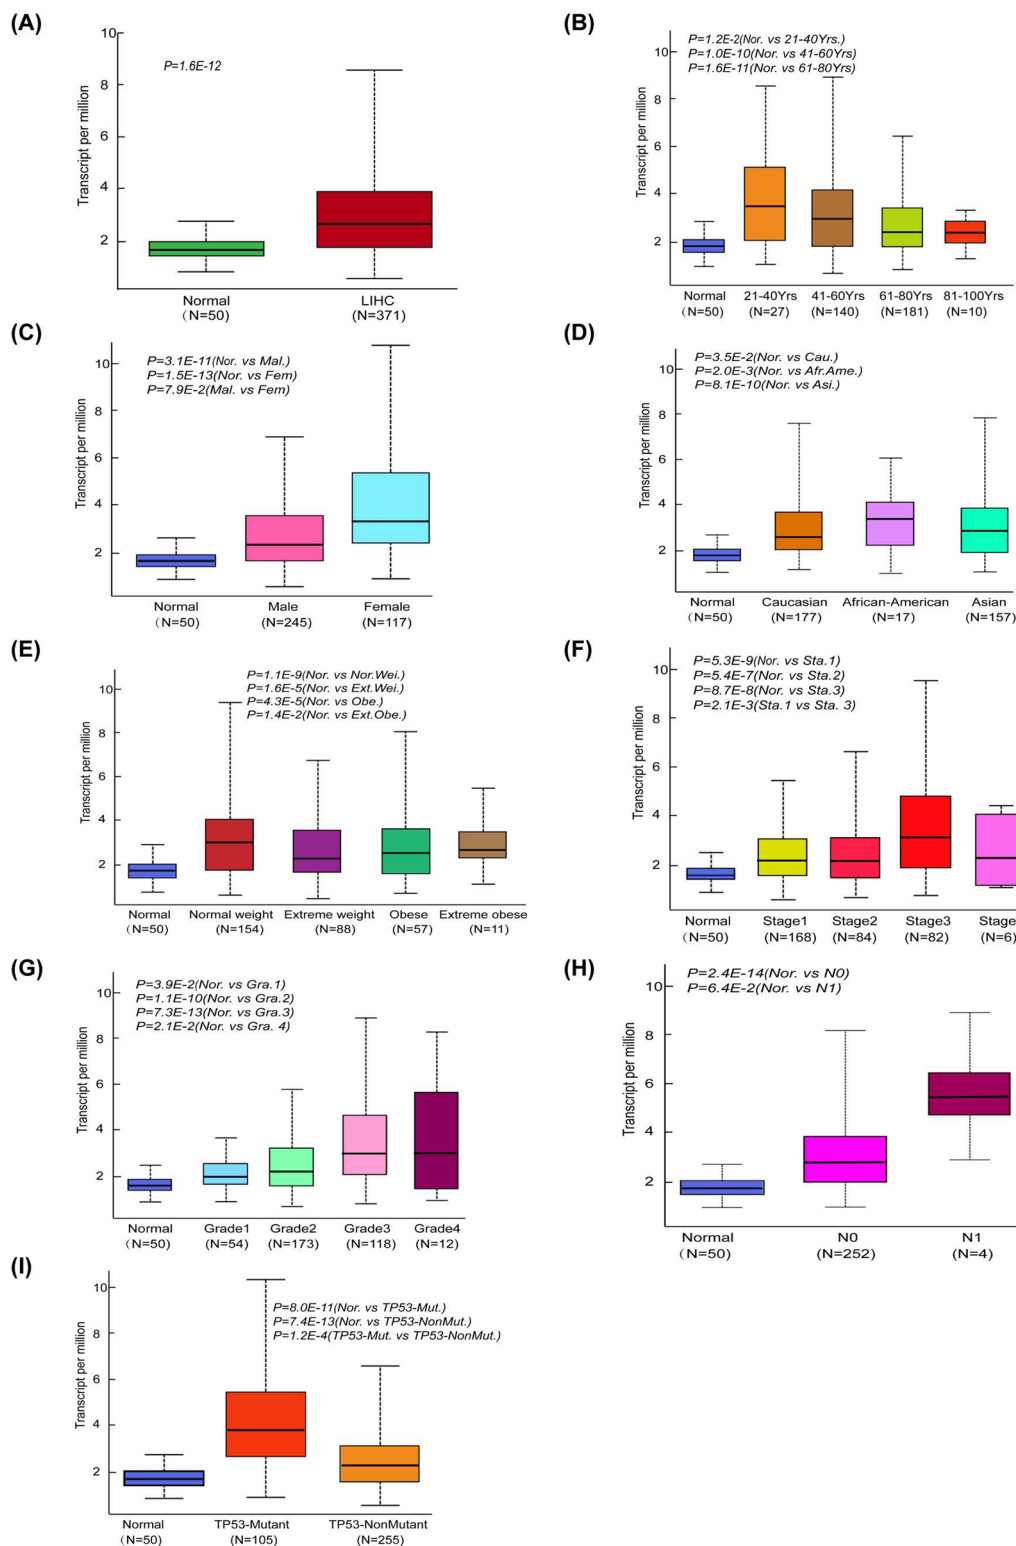 (A)
P=1.6E-12
Transcript per million
10
8
6
4
2
Normal
(N=50)
LIHC
(N=371)
(B)
P=1.2E-2(Nor. vs 21-40Yrs.)
P=1.0E-10(Nor. vs 41-60Yrs)
P=1.6E-11(Nor. vs 61-80Yrs)
Transcript per million
10
8
6
4
2
Normal
(N=50)
21-40Yrs
(N=27)
41-60Yrs
(N=140)
61-80Yrs
(N=181)
81-100Yrs
(N=10)
(C)
P=3.1E-11(Nor. vs Mal.)
P=1.5E-13(Nor. vs Fem)
P=7.9E-2(Mal. vs Fem)
Transcript per million
10
8
6
4
2
Normal
(N=50)
Male
(N=245)
Female
(N=117)
(D)
P=3.5E-2(Nor. vs Cau.)
P=2.0E-3(Nor. vs Afr.Ame.)
P=8.1E-10(Nor. vs Asi.)
Transcript per million
10
8
6
4
2
Normal
(N=50)
Caucasian
(N=177)
African-American
(N=17)
Asian
(N=157)
(E)
P=1.1E-9(Nor. vs Nor.Wei.)
P=1.6E-5(Nor. vs Ext.Wei.)
P=4.3E-5(Nor. vs Obe.)
P=1.4E-2(Nor. vs Ext.Obe.)
Transcript per million
10
8
6
4
2
Normal
(N=50)
Normal weight
(N=154)
Extreme weight
(N=88)
Obese
(N=57)
Extreme obese
(N=11)
(F)
P=5.3E-9(Nor. vs Sta.1)
P=5.4E-7(Nor. vs Sta.2)
P=8.7E-8(Nor. vs Sta.3)
P=2.1E-3(Sta.1 vs Sta. 3)
Transcript per million
10
8
6
4
2
Normal
(N=50)
Stage1
(N=168)
Stage2
(N=84)
Stage3
(N=82)
Stage
(N=6)
(G)
P=3.9E-2(Nor. vs Gra.1)
P=1.1E-10(Nor. vs Gra.2)
P=7.3E-13(Nor. vs Gra.3)
P=2.1E-2(Nor. vs Gra. 4)
Transcript per million
10
8
6
4
2
Normal
(N=50)
Grade1
(N=54)
Grade2
(N=173)
Grade3
(N=118)
Grade4
(N=12)
(H)
P=2.4E-14(Nor. vs N0)
P=6.4E-2(Nor. vs N1)
Transcript per million
10
8
6
4
2
Normal
(N=50)
N0
(N=252)
N1
(N=4)
(I)
P=8.0E-11(Nor. vs TP53-Mut.)
P=7.4E-13(Nor. vs TP53-NonMut.)
P=1.2E-4(TP53-Mut. vs TP53-NonMut.)
Transcript per million
10
8
6
4
2
Normal
(N=50)
TP53-Mutant
(N=105)
TP53-NonMutant
(N=255)